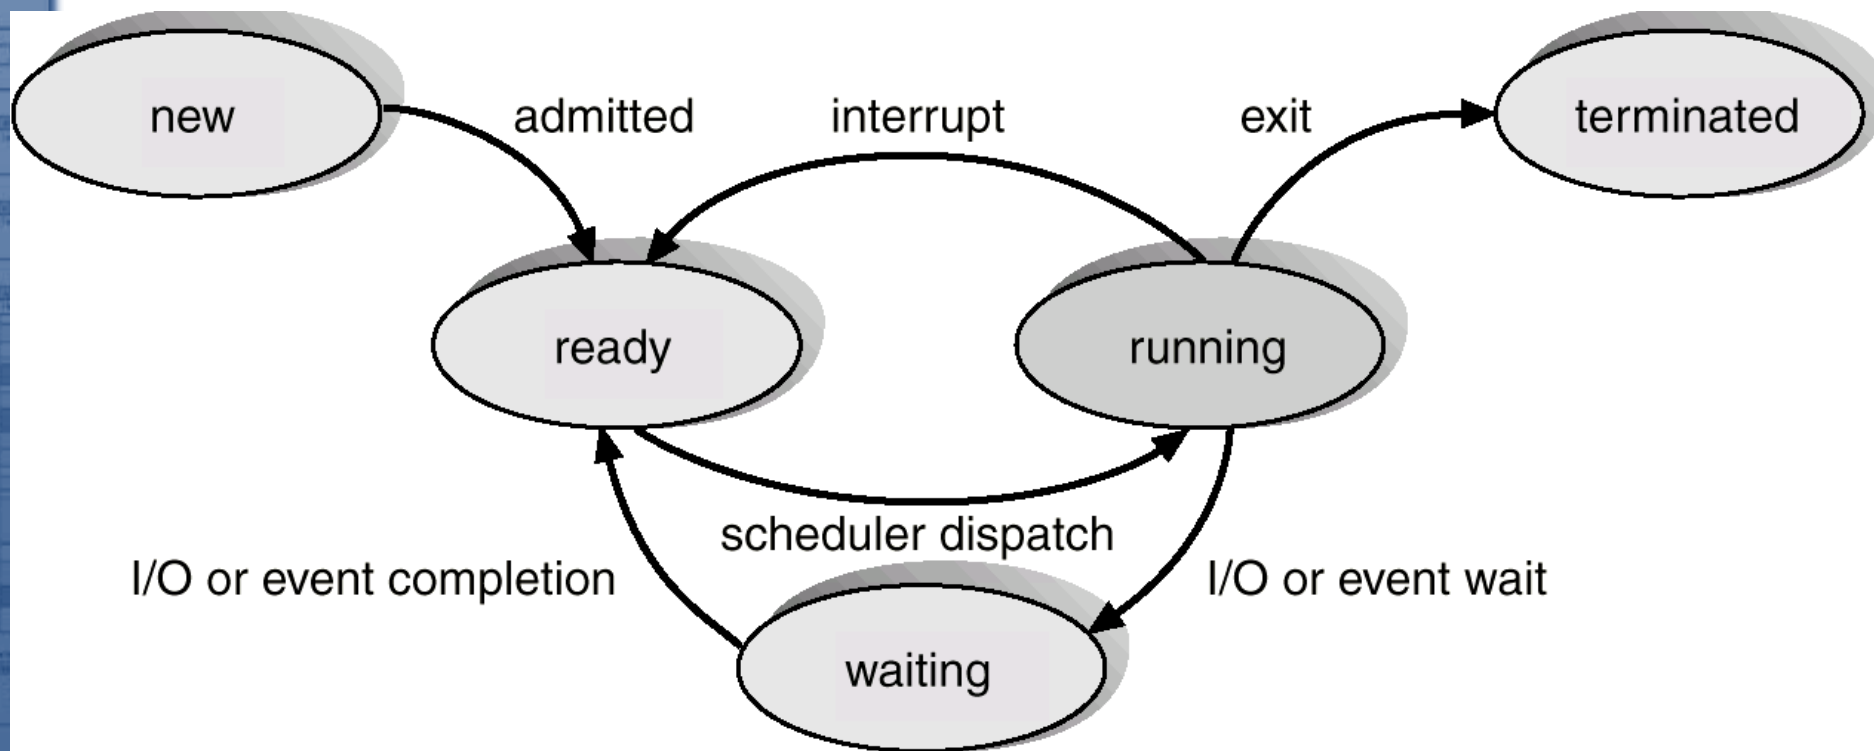 new
admitted
interrupt
exit
terminated
ready
running
scheduler dispatch
I/O or event completion
I/O or event wait
waiting